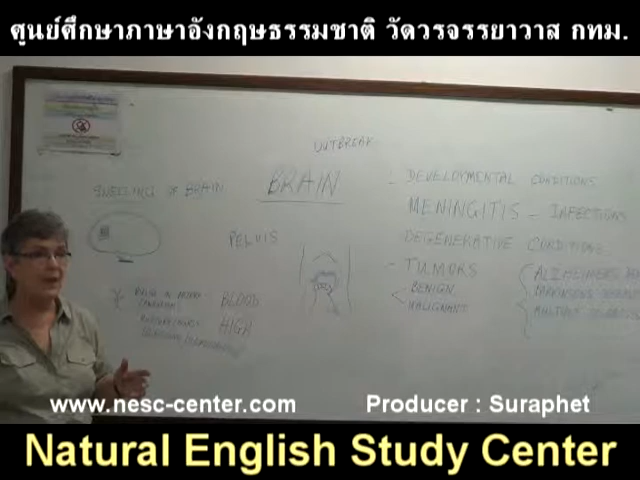 ศูนย์ศึกษาภาษาอังกฤษธรรมชาติ วัดวรจรรยาวาส กทม.
OUTBREAK
SWELLING OF BRAIN
BRAIN
- DEVELOPMENTAL CONDITIONS
MENINGITIS - INFECTIONS
PELVIS
DEGENERATIVE CONDITIONS
- TUMORS
BENIGN
MALIGNANT
ALZHEIMERS
PARKINSONS
MULTIPLE
BLOOD
HIGH
www.nesc-center.com
Producer : Suraphet
Natural English Study Center